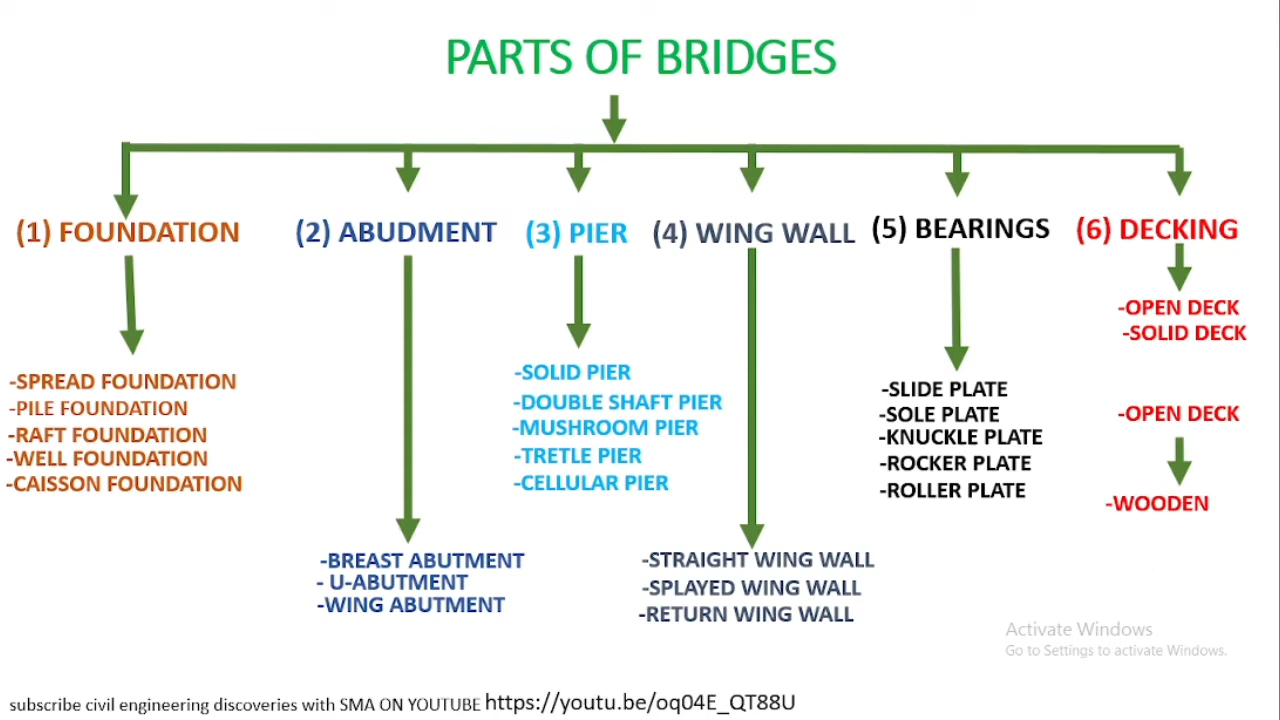 PARTS OF BRIDGES
(1) FOUNDATION
-SPREAD FOUNDATION
-PILE FOUNDATION
-RAFT FOUNDATION
-WELL FOUNDATION
-CAISSON FOUNDATION
(2) ABUDMENT
-BREAST ABUTMENT
- U-ABUTMENT
-WING ABUTMENT
(3) PIER
-SOLID PIER
-DOUBLE SHAFT PIER
-MUSHROOM PIER
-TRETLE PIER
-CELLULAR PIER
(4) WING WALL
-STRAIGHT WING WALL
-SPLAYED WING WALL
-RETURN WING WALL
(5) BEARINGS
-SLIDE PLATE
-SOLE PLATE
-KNUCKLE PLATE
-ROCKER PLATE
-ROLLER PLATE
(6) DECKING
-OPEN DECK
-SOLID DECK
-OPEN DECK
-WOODEN
Activate Windows
Go to Settings to activate Windows.
subscribe civil engineering discoveries with SMA ON YOUTUBE https://youtu.be/oq04E_QT88U